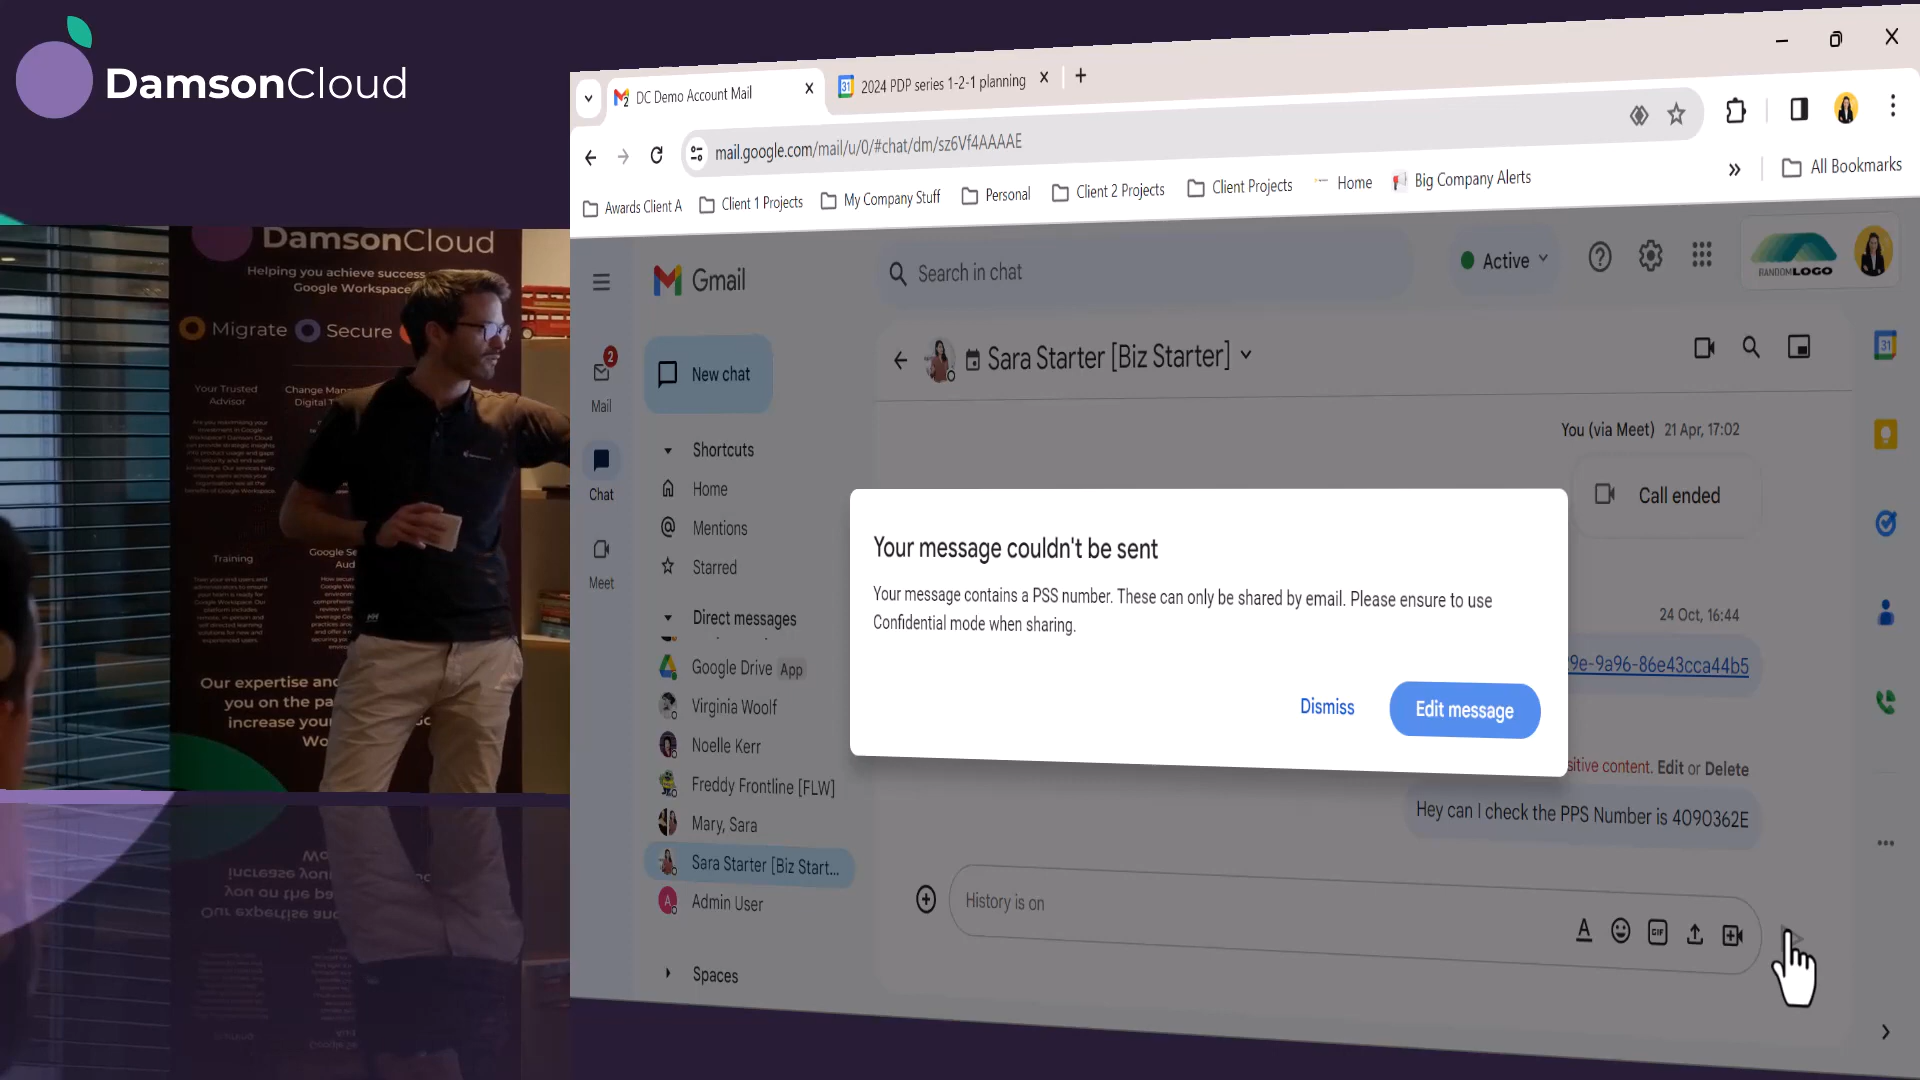 DamsonCloud
DamsonCloud
Helping you achieve success
Google Workspace
Migrate
Secure
Your Trusted
Advisor
Training
Our expertise and
you on the pa
increase your
Wo
DC Demo Account Mail
2024 PDP series 1-2-1 planning
mail.google.com/mail/u/0/#chat/dm/sz6Vf4AAAAE
Awards Client A
Client 1 Projects
My Company Stuff
Personal
Client 2 Projects
Client Projects
Home
Big Company Alerts
All Bookmarks
Gmail
Search in chat
Active
RANDOMLOGO
2
Mail
Chat
Meet
New chat
Shortcuts
Home
Mentions
Starred
Direct messages
Google Drive App
Virginia Woolf
Noelle Kerr
Freddy Frontline [FLW]
Mary, Sara
Sara Starter [Biz Start...
Admin User
Spaces
Sara Starter [Biz Starter]
You (via Meet) 21 Apr, 17:02
Call ended
24 Oct, 16:44
9e-9a96-86e43cca44b5
Your message couldn't be sent
Your message contains a PSS number. These can only be shared by email. Please ensure to use
Confidential mode when sharing.
Dismiss
Edit message
sitive content. Edit or Delete
Hey can I check the PPS Number is 4090362E
History is on
GIF
31